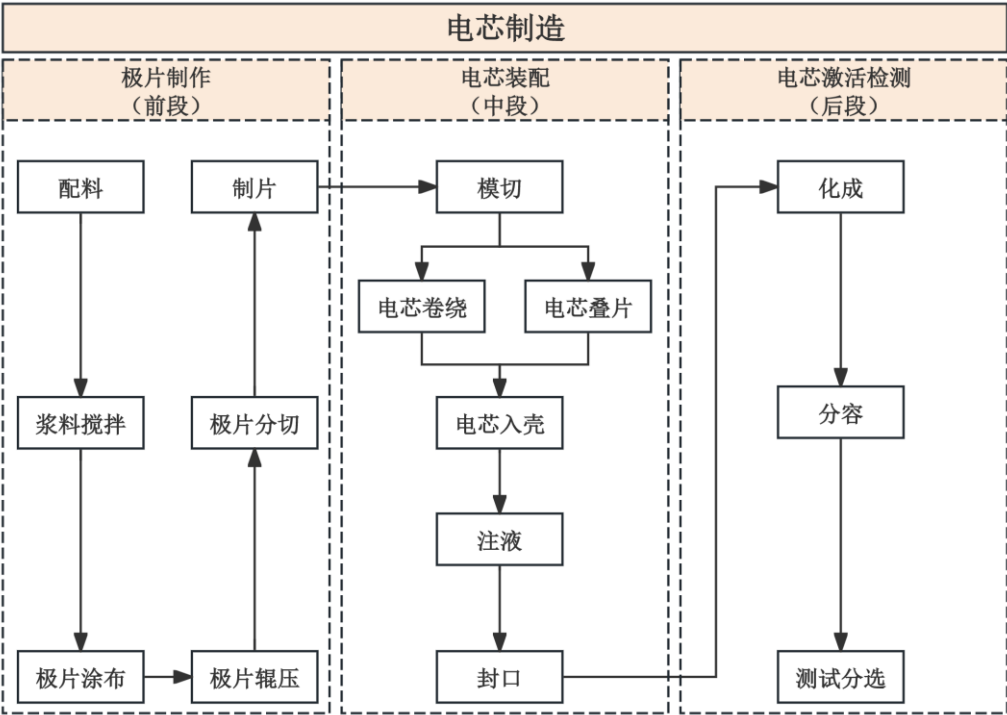 电芯制造
极片制作
（前段）
配料
浆料搅拌
极片涂布
极片辊压
极片分切
制片
电芯装配
（中段）
模切
电芯卷绕
电芯叠片
电芯入壳
注液
封口
电芯激活检测
（后段）
化成
分容
测试分选